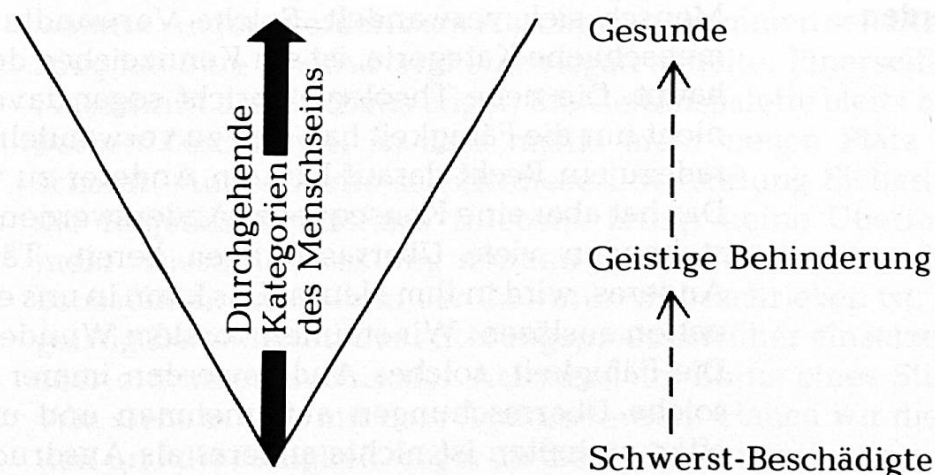 Gesunde
Durchgehende
Kategorien
des Menschseins
Geistige Behinderung
Schwerst-Beschädigte